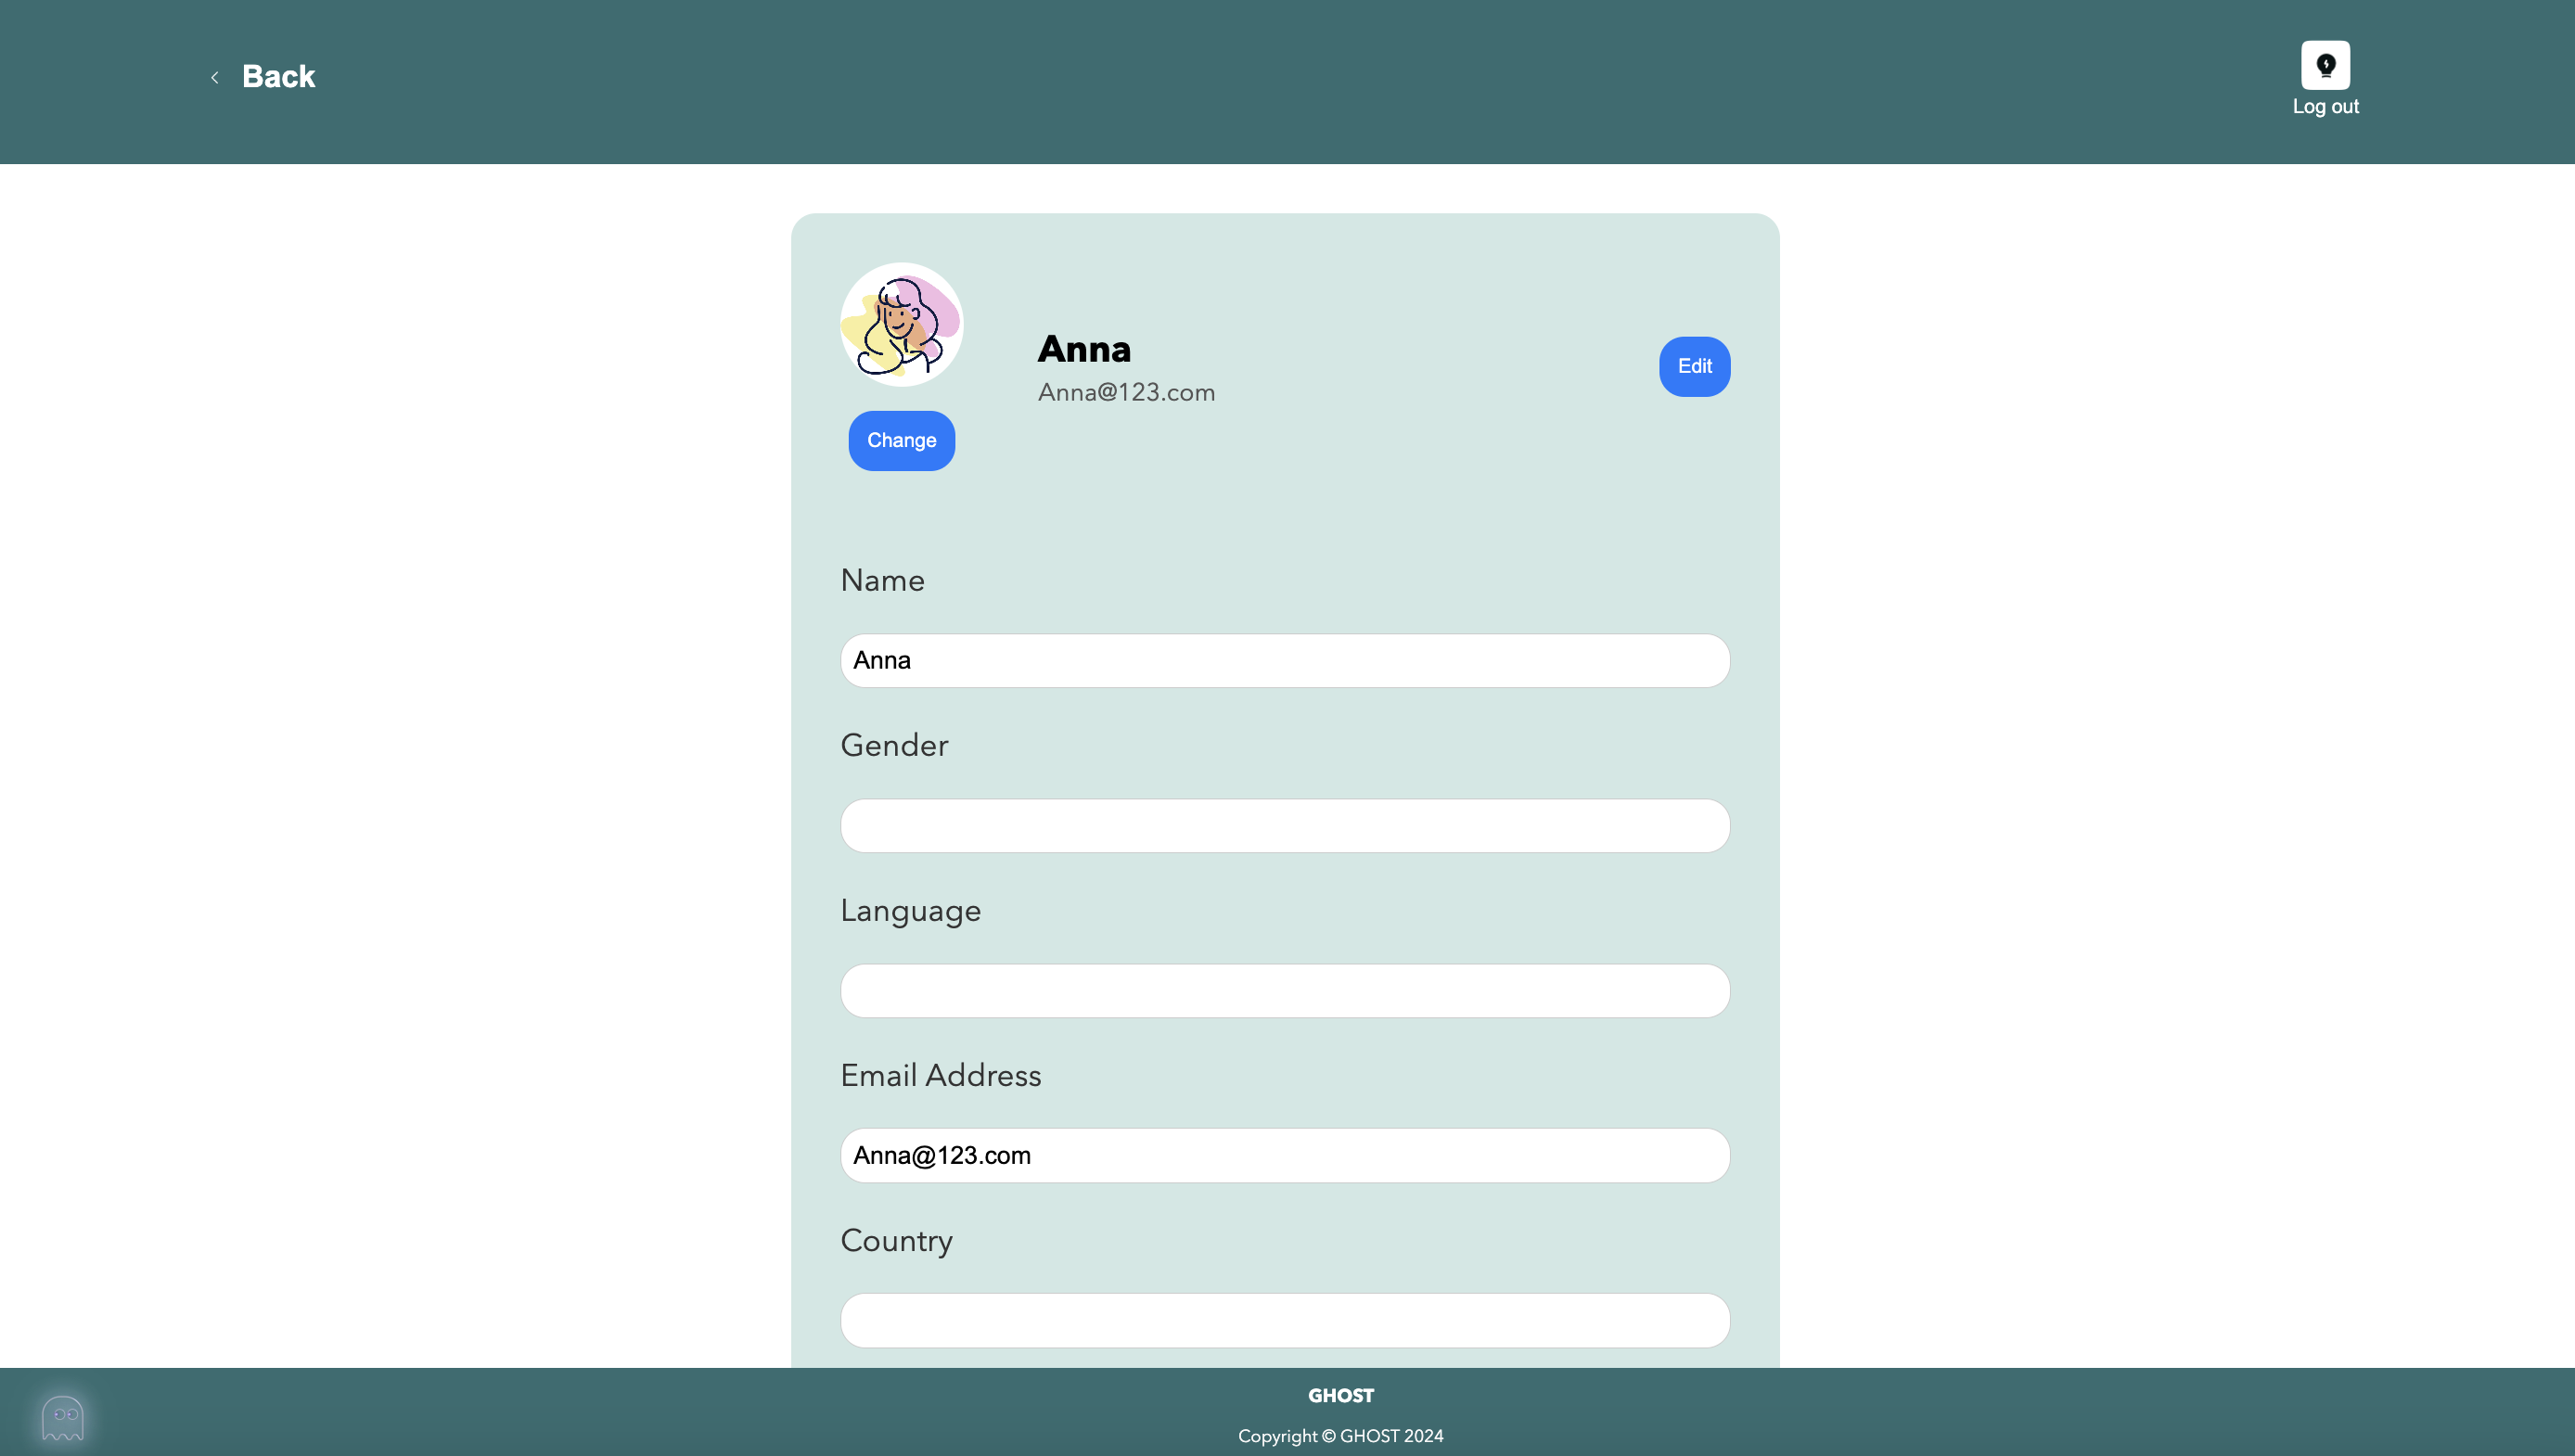 Back
Log out
Anna
Anna@123.com
Edit
Change
Name
Anna
Gender
Language
Email Address
Anna@123.com
Country
GHOST
Copyright © GHOST 2024